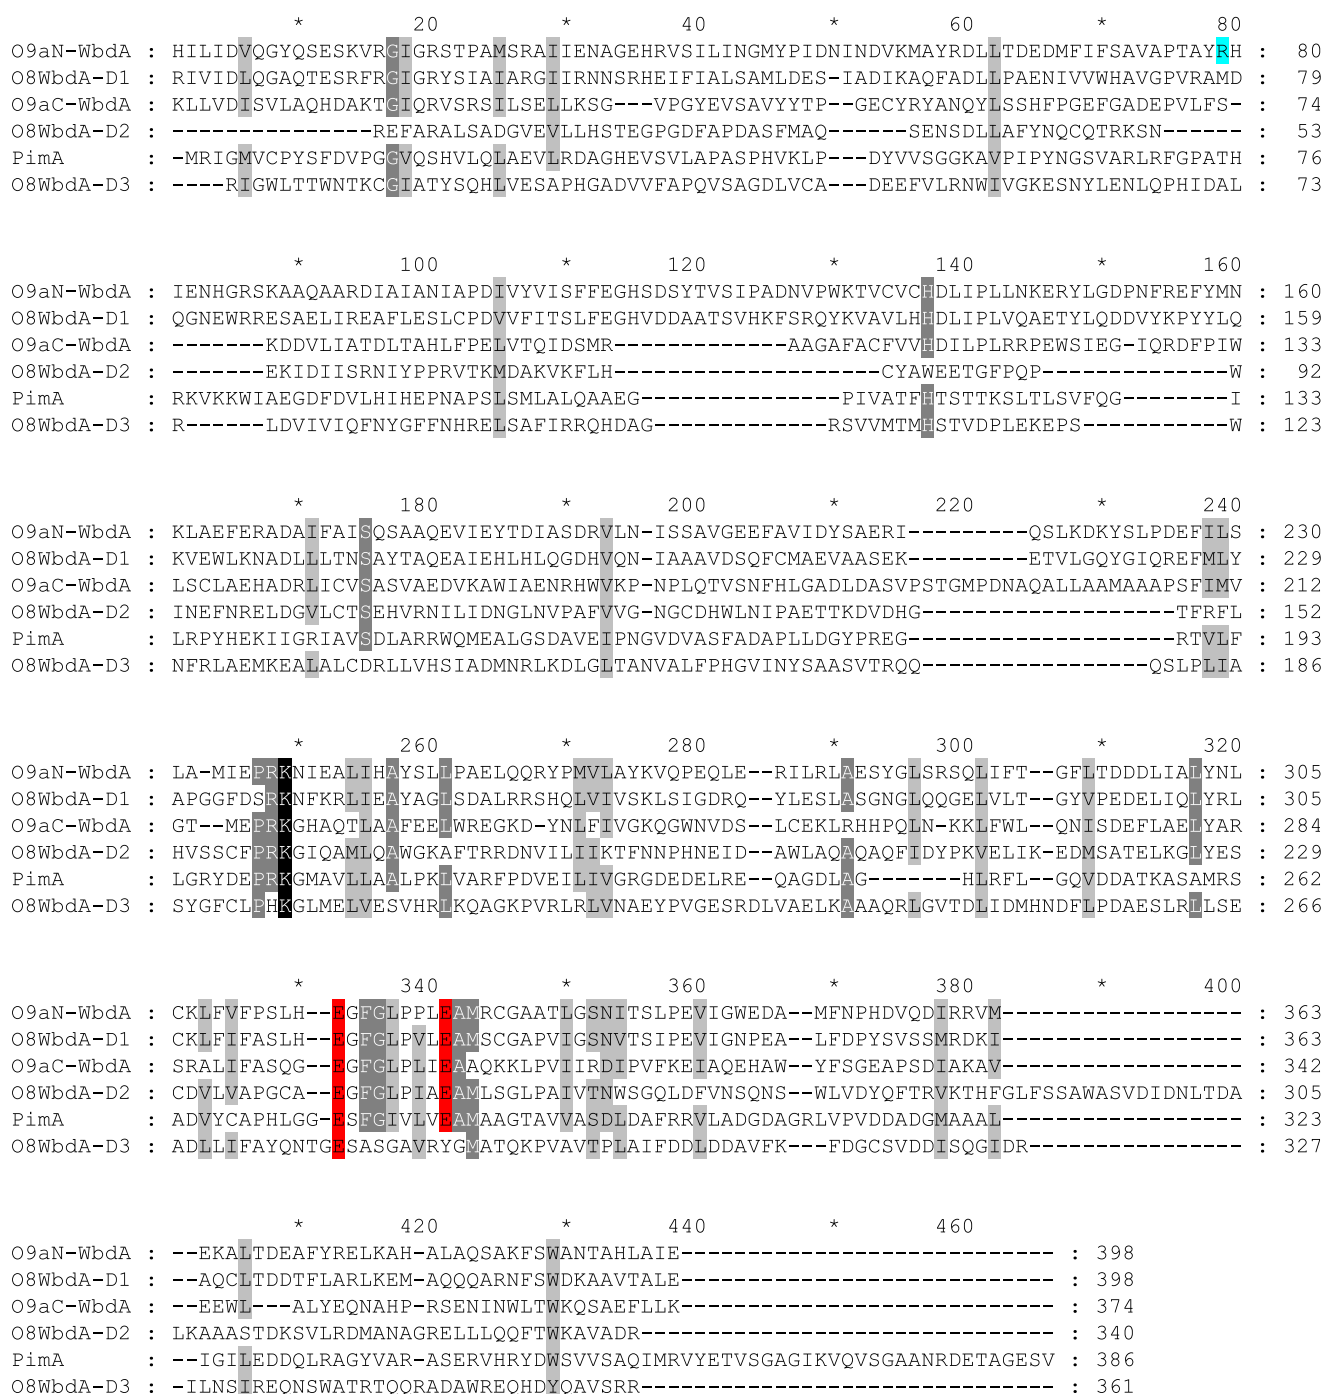 * 20 * 40 * 60 * 80
O9aN-WbdA : HILIDVQGYQSESKVRGIGRSTPAMSRAIIENAGEHRVSILINGMYPIDNINDVKMAYRDLLTDEDMFIFSAVAPTAYRH : 80
O8WbdA-D1 : RIVIDLQGAQTESRFRGIGRYSIAIARGIIRNNSRHEIFIALSAMLDES-IADIKAQFADLLPAENIVVWHAVGPVRAMD : 79
O9aC-WbdA : KLLVDISVLAQHDAKTGIQRVSRSILSELLKSG---VPGYEVSAVYYTP--GECYRYANQYLSSHFPGEFGADEPVLFS- : 74
O8WbdA-D2 : ---------------REFARALSADGVEVLLHSTEGPGDFAPDASFMAQ------SENSDLLAFYNQCQTRKSN------ : 53
PimA : -MRIGMVCPYSFDVPGGVQSHVLQLAEVLRDAGHEVSVLAPASPHVKLP--DYVVSGGKAVPIPYNGSVARLRFGPATH : 76
O8WbdA-D3 : ----RIGWLTTWNTKCGIATYSQHLVESAPHGADVVFAPQVSAGDLVCA--DEEFVLRNWIVGKESNYLENLQPHIDAL : 73
* 100 * 120 * 140 * 160
O9aN-WbdA : IENHGRSKAAQAARDIAIANIAPDIVYVISFFEGHSDSYTVSIPADNVPWKTVCVCHDLIPLLNKERYLGDPNFREFYMN : 160
O8WbdA-D1 : QGNEWRRESAELIREAFLESLCPDVVFITSLFEGHVDDAATSVHKFSRQYKVAVLHHDLIPLVQAETYLQDDVYKPYYLQ : 159
O9aC-WbdA : -------KDDVLIATDLTAHLFPELVTQIDSMR-------------AAGAFACFVVHDILPLRRPEWSIEG-IQRDFPIW : 133
O8WbdA-D2 : -------EKIDIISRNIYPPRVTKMDAKVKFLH--------------------CYAWEETGFPQP--------------W : 92
PimA : RKVKKWIAEGDFDVLHIHEPNAPSLSMLALQAAEG---------------PIVATFHTSTTKSLTLSVFQG--------I : 133
O8WbdA-D3 : R------LDVIVIQFNYGFFNHRELSAFIRRQHDAG-------------RSVVMTMHSTVDPLEKEPS-----------W : 123
* 180 * 200 * 220 * 240
O9aN-WbdA : KLAEFERADAIFAISQSAAQEVIEYTDIASDRVLN-ISSAVGEEFAVIDYSAERI---------QSLKDKYSLPDEFILS : 230
O8WbdA-D1 : KVEWLKNADLLLTNSAYTAQEAIEHLHLQGDHVQN-IAAAVDSQFCMAEVAASEK---------ETVLGQYGIQREFMLY : 229
O9aC-WbdA : LSCLAEHADRLICVSASVAEDVKAWIAENRHWVKP-NPLQTVSNFHLGADLDASVPSTGMPDNAQALLAAMAAAPSFIMV : 212
O8WbdA-D2 : INEFNRELDGVLCTSEHVRNILIDNGLNVPAFVVG-NGCDHWLNIPAETTKDVDHG-------------------TFRFL : 152
PimA : LRPYHEKIIGRIAVSDLARRWQMEALGSDAVEIPNGVDVASFADAPLLDGYPREG--------------------RTVLF : 193
O8WbdA-D3 : NFRLAEMKEALALCDRLLVHSIADMNRLKDLGLTANVALFPHGVINYSAASVTRQQ-----------------QSLPLIA : 186
* 260 * 280 * 300 * 320
O9aN-WbdA : LA-MIEPRKNIEALIHAYSLLPAELQQRYPMVLAYKVQPEQLE--RILRLAESYGLSRSQLIFT--GFLTDDDLIALYNL : 305
O8WbdA-D1 : APGGFDSRKNFKRLIEAYAGLSDALRRSHQLVIVSKLSIGDRQ--YLESLASGNGLQQGELVLT--GYVPEDELIQLYRL : 305
O9aC-WbdA : GT--MEPRKGHAQTLAAFEELWREGKD-YNLFIVGKQGWNVDS--LCEKLRHHPQLN-KKLFWL--QNISDEFLAELYAR : 284
O8WbdA-D2 : HVSSCFPRKGIQAMLQAWGKAFTRRDNVILIIKTFNNPHNEID--AWLAQAQAQFLDYPKVELIK-EDMSATELKGLYES : 229
PimA : LGRYDEPRKGMAVLLAALPKLVARFPDVEILIVGRGDEDELRE--QAGDLAG------HLRFL--GQVDDATKASAMRS : 262
O8WbdA-D3 : SYGFCLPHKGLMELVESVHRLKQAGKPVRLRLVNAEYPVGESRDLVAELKAAAQRLGVTDLIDMHNDFLPDAESLRLLSE : 266
* 340 * 360 * 380 * 400
O9aN-WbdA : CKLFVFPSLH--EGFGLPPLEAMRCGAATLGSNITSLPEVIGWEDA--MFNPHDVQDIRRVM------------------ : 363
O8WbdA-D1 : CKLFIFASLH--EGFGLPVLEAMSCGAPVIGSNVTSIPEVIGNPEA--LFDPYSVSSMRDKI------------------ : 363
O9aC-WbdA : SRALIFASQG--EGFGLPLIEAAQKKLPVIIRDIPVFKEIAQEHAW--YFSGEAPSDIAKAV------------------ : 342
O8WbdA-D2 : CDVLVAPGCA--EGFGLPIAEAMLSGLPAIVTNWSGQLDFVNSQNS--WLVDYQFTRVKTHFGLFSSAWASVDIDNLTDA : 305
PimA : ADVYCAPHLGG-ESFGIVLVEAMAAGTAVVASDLDAFRRVLADGDAGRLVPVDDADGMAAAL------------------ : 323
O8WbdA-D3 : ADLLIFAYQNTGESASGAVRYGMATQKPVAVTPLAIFDDLDDAVFK---FDGCSVDDISQGIDR---------------- : 327
* 420 * 440 * 460
O9aN-WbdA : --EKALTDEAFYRELKAH-ALAQSAKFSWANTAHLAIE---------------------------- : 398
O8WbdA-D1 : --AQCLTDDTFLARLKEM-AQQQARNFSWDKAAVTALE---------------------------- : 398
O9aC-WbdA : --EEWL---ALYEQNAHP-RSENINWLTWKQSAEFLLK---------------------------- : 374
O8WbdA-D2 : LKAAASTDKSVLRDMANAGRELLLQQFTWKAVADR------------------------------- : 340
PimA : --IGILEDDQLRAGYVAR-ASERVHRYDWSVVSAQIMRVYETVSGAGIKVQVSGAANRDETAGESV : 386
O8WbdA-D3 : -ILNSIREQNSWATRTQQRADAWREQHDYQAVSRR------------------------------- : 361